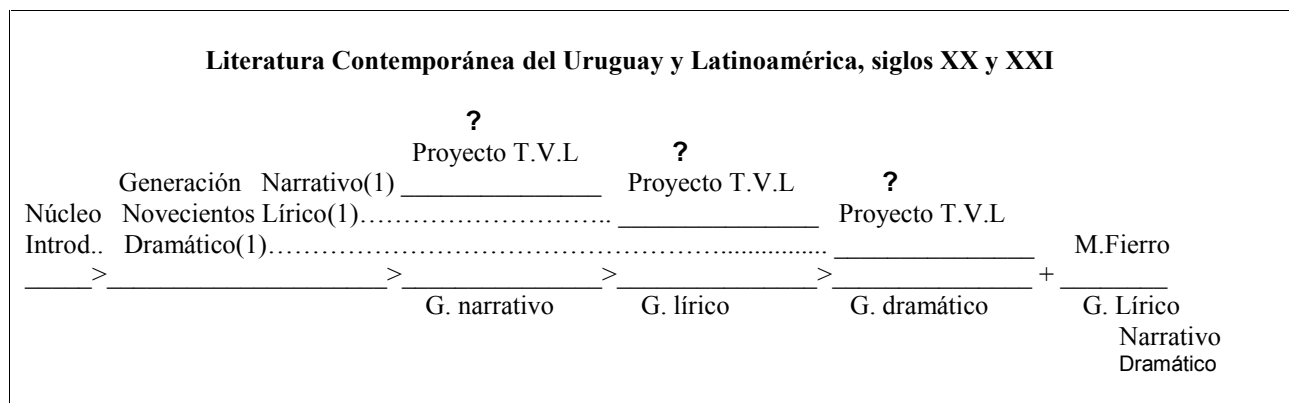 Literatura Contemporánea del Uruguay y Latinoamérica, siglos XX y XXI
?
Proyecto T.V.L ?
Generación Narrativo(1) _______________ Proyecto T.V.L ?
Núcleo Novecientos Lírico(1)……………………….. _______________ Proyecto T.V.L
Introd.. Dramático(1)…………………………………………................ _______________ M.Fierro
_____>_____________________>_______________>_______________>_______________ + ________
G. narrativo G. lírico G. dramático G. Lírico
Narrativo
Dramático